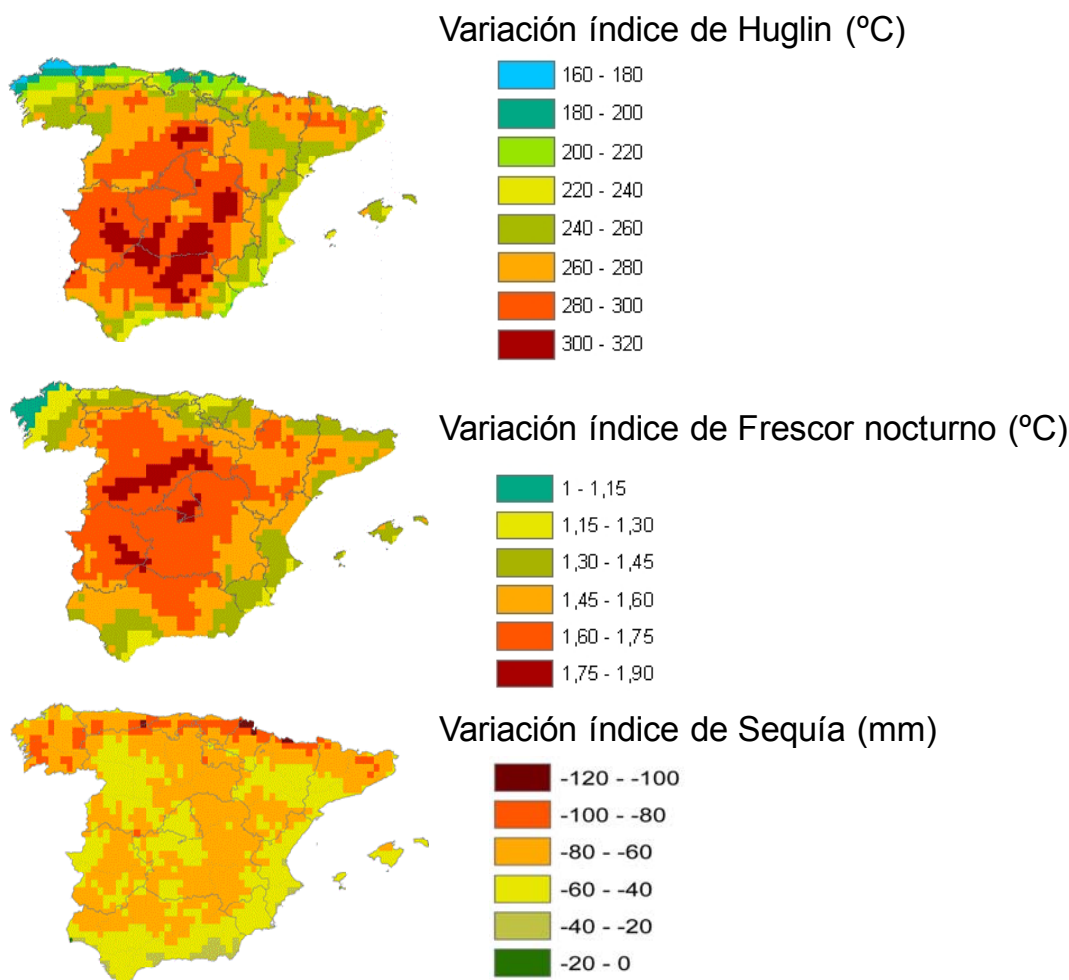 Variación índice de Huglin (ºC)
160 - 180
180 - 200
200 - 220
220 - 240
240 - 260
260 - 280
280 - 300
300 - 320
Variación índice de Frescor nocturno (ºC)
1 - 1,15
1,15 - 1,30
1,30 - 1,45
1,45 - 1,60
1,60 - 1,75
1,75 - 1,90
Variación índice de Sequía (mm)
-120 - -100
-100 - -80
-80 - -60
-60 - -40
-40 - -20
-20 - 0